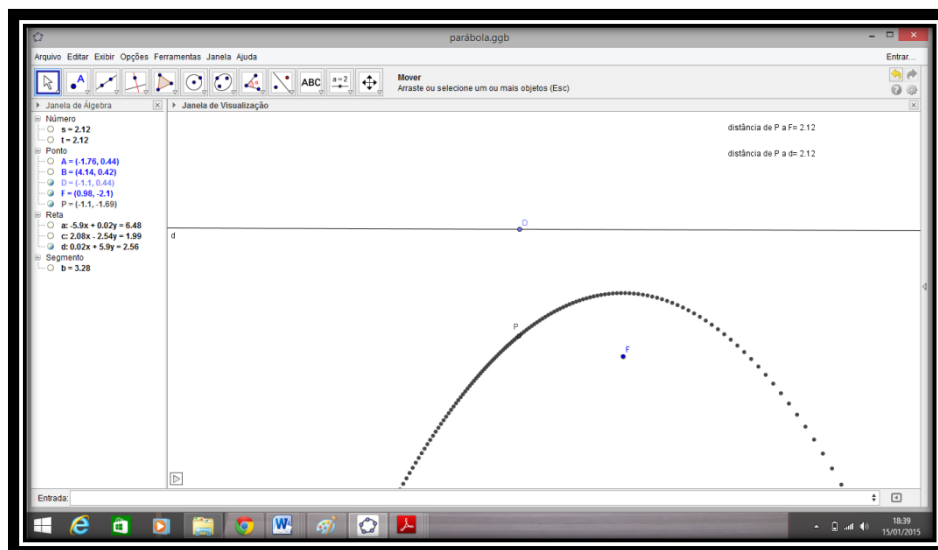 parábola.ggb
Arquivo Editar Exibir Opções Ferramentas Janela Ajuda
Entrar...
A
ABC
a=2
Mover
Arraste ou selecione um ou mais objetos (Esc)
Janela de Álgebra
Janela de Visualização
Número
s = 2.12
t = 2.12
Ponto
A = (-1.76, 0.44)
B = (4.14, 0.42)
D = (-1.1, 0.44)
F = (0.98, -2.1)
P = (-1.1, -1.69)
Reta
a: -5.9x + 0.02y = 6.48
c: 2.08x - 2.54y = 1.99
d: 0.02x + 5.9y = 2.56
Segmento
b = 3.28
distância de P a F= 2.12
distância de P a d= 2.12
D
d
P
F
Entrada:
18:39
15/01/2015